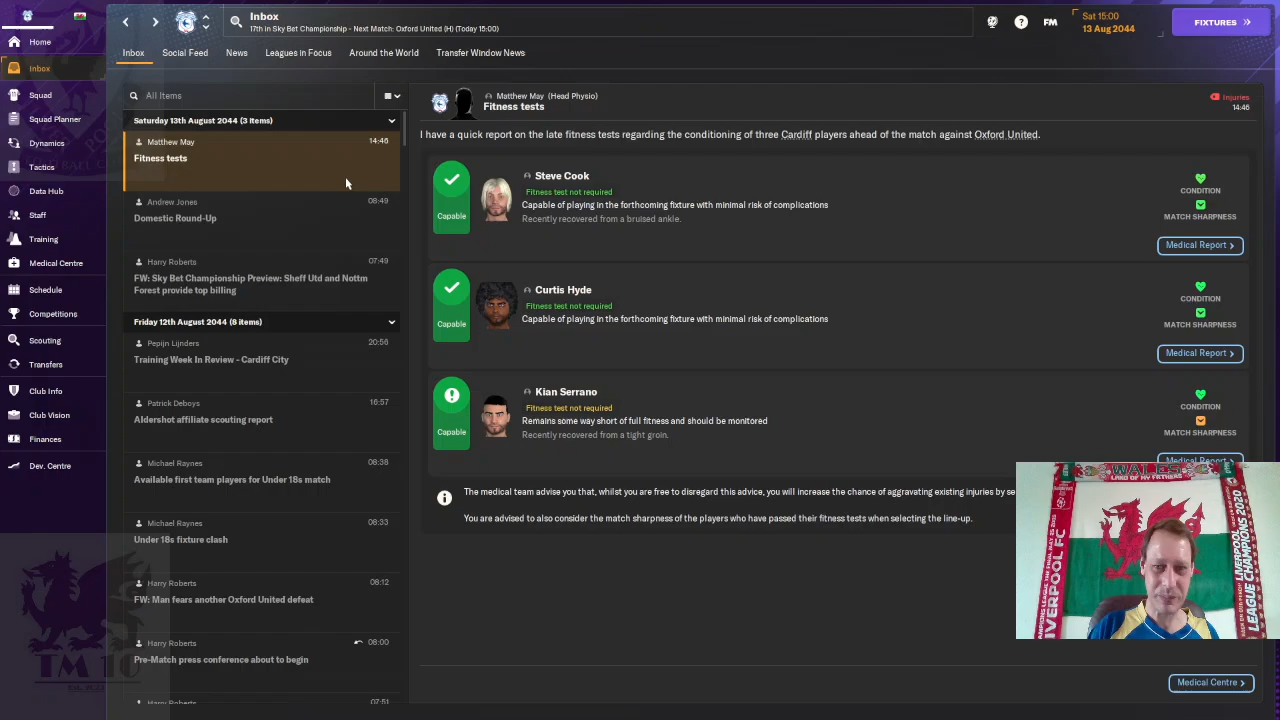 Home
Inbox
Squad
Squad Planner
Dynamics
Tactics
Data Hub
Staff
Training
Medical Centre
Schedule
Competitions
Scouting
Transfers
Club Info
Club Vision
Finances
Dev. Centre
Inbox
17th in Sky Bet Championship - Next Match: Oxford United (H) (Today 15:00)
FM
Sat 15:00
13 Aug 2044
FIXTURES
Inbox
Social Feed
News
Leagues in Focus
Around the World
Transfer Window News
All Items
Saturday 13th August 2044 (3 Items)
Matthew May
14:46
Fitness tests
Andrew Jones
08:49
Domestic Round-Up
Harry Roberts
07:49
FW: Sky Bet Championship Preview: Sheff Utd and Nottm
Forest provide top billing
Friday 12th August 2044 (8 items)
Pepijn Lijnders
20:56
Training Week In Review - Cardiff City
Patrick Deboys
16:57
Aldershot affiliate scouting report
Michael Raynes
08:38
Available first team players for Under 18s match
Michael Raynes
08:33
Under 18s fixture clash
Harry Roberts
08:12
FW: Man fears another Oxford United defeat
Harry Roberts
08:00
Pre-Match press conference about to begin
Harry Roberts
07:51
Matthew May (Head Physio)
Fitness tests
Injuries
14:46
I have a quick report on the late fitness tests regarding the conditioning of three Cardiff players ahead of the match against Oxford United.
Capable
Steve Cook
Fitness test not required
Capable of playing in the forthcoming fixture with minimal risk of complications
Recently recovered from a bruised ankle.
CONDITION
MATCH SHARPNESS
Medical Report
Capable
Curtis Hyde
Fitness test not required
Capable of playing in the forthcoming fixture with minimal risk of complications
CONDITION
MATCH SHARPNESS
Medical Report
Capable
Kian Serrano
Fitness test not required
Remains some way short of full fitness and should be monitored
Recently recovered from a tight groin.
CONDITION
MATCH SHARPNESS
Medical Report
The medical team advise you that, whilst you are free to disregard this advice, you will increase the chance of aggravating existing injuries by se
You are advised to also consider the match sharpness of the players who have passed their fitness tests when selecting the line-up.
Medical Centre
WALES
LAND OF MY FATHERS
LIVERPOOL FC
LIVERPOOL
LEAGUE CHAMPIONS 2020
TM 10